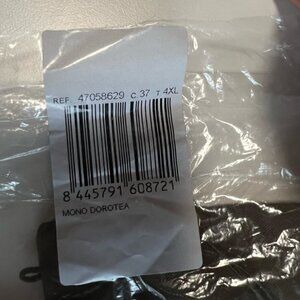 REF. 47058629 C. 37 T 4XL
8 445791 608721
MONO DOROTEA